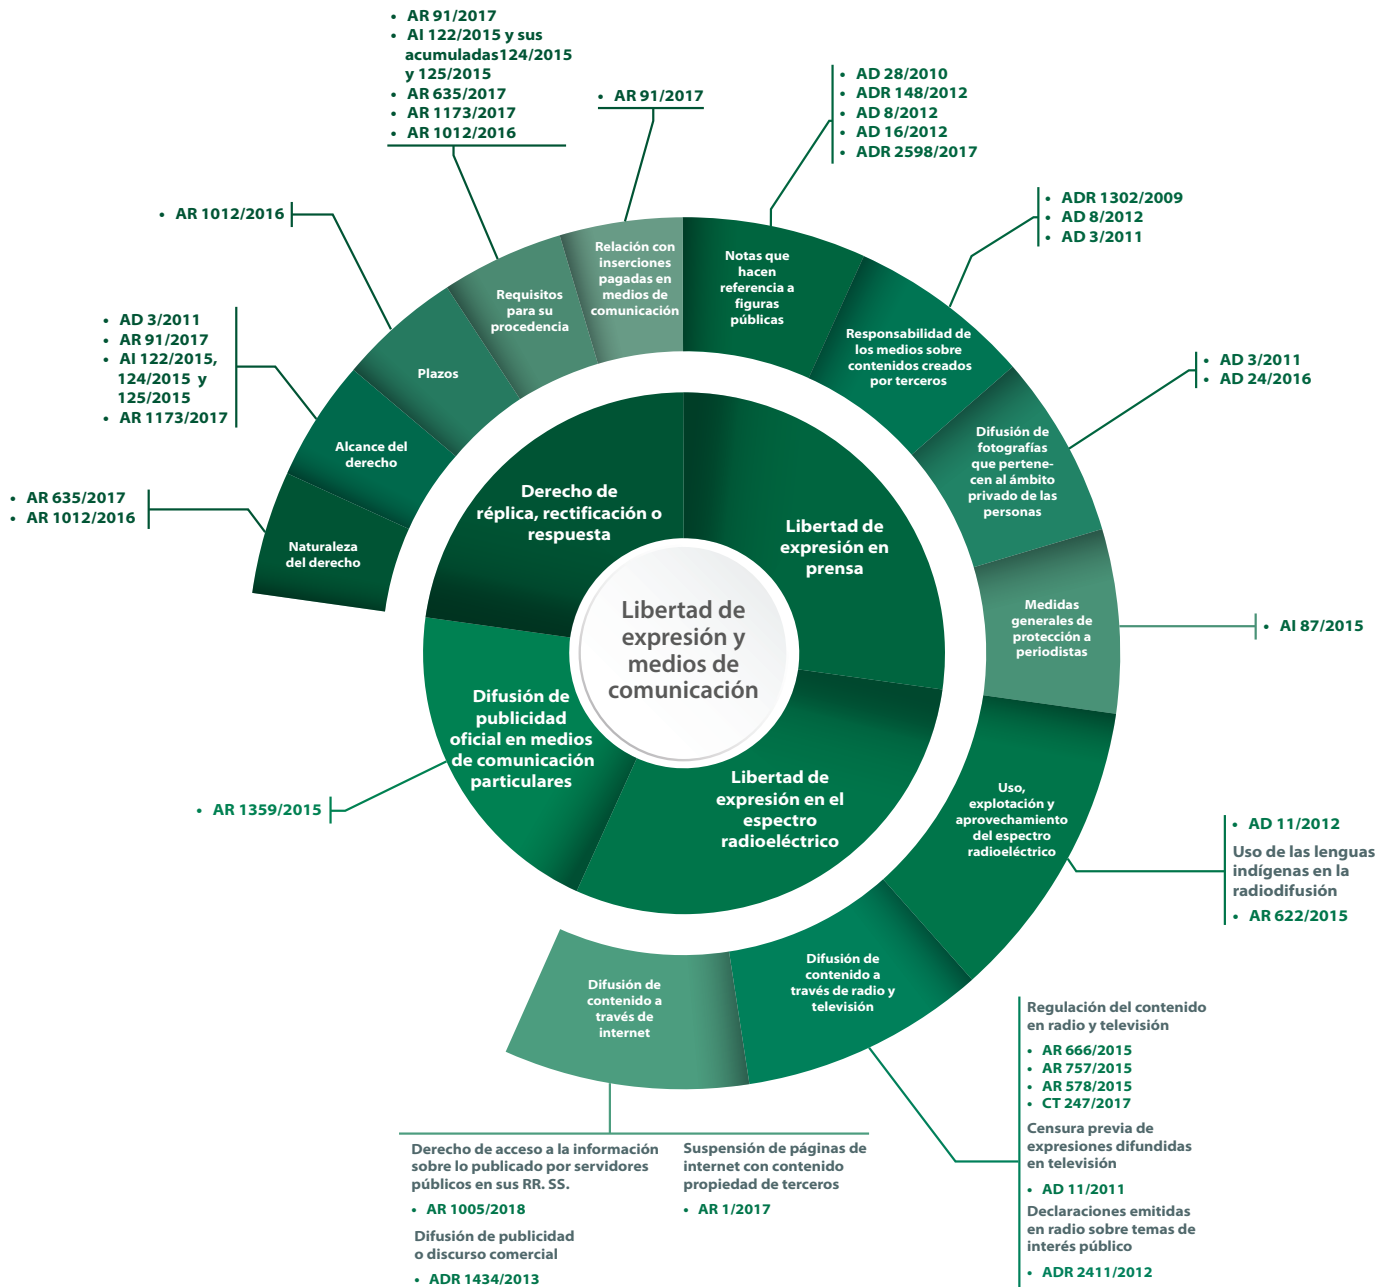 • AR 91/2017
• AI 122/2015 y sus
acumuladas124/2015
y 125/2015
• AR 635/2017
• AR 1173/2017
• AR 1012/2016
• AR 91/2017
• AD 28/2010
• ADR 148/2012
• AD 8/2012
• AD 16/2012
• ADR 2598/2017
• ADR 1302/2009
• AD 8/2012
• AD 3/2011
• AR 1012/2016
• AD 3/2011
• AR 91/2017
• AI 122/2015,
124/2015 y
125/2015
• AR 1173/2017
• AR 635/2017
• AR 1012/2016
• AD 3/2011
• AD 24/2016
• AI 87/2015
Naturaleza
del derecho
Alcance del
derecho
Plazos
Requisitos
para su
procedencia
Relación con
inserciones
pagadas en
medios de
comunicación
Notas que
hacen
referencia a
figuras
públicas
Responsabilidad de
los medios sobre
contenidos creados
por terceros
Difusión de
fotografías
que pertene-
cen al ámbito
privado de las
personas
Medidas
generales de
protección a
periodistas
Uso,
explotación y
aprovechamiento
del espectro
radioeléctrico
Difusión de
contenido a
través de radio y
televisión
Difusión de
contenido a
través de
internet
Derecho de
réplica, rectificación o
respuesta
Libertad de
expresión en
prensa
Libertad de
expresión y
medios de
comunicación
Difusión de
publicidad
oficial en medios
de comunicación
particulares
Libertad de
expresión en el
espectro
radioeléctrico
• AR 1359/2015
• AD 11/2012
Uso de las lenguas
indígenas en la
radiodifusión
• AR 622/2015
Regulación del contenido
en radio y televisión
• AR 666/2015
• AR 757/2015
• AR 578/2015
• CT 247/2017
Censura previa de
expresiones difundidas
en televisión
• AD 11/2011
Declaraciones emitidas
en radio sobre temas de
interés público
• ADR 2411/2012
Derecho de acceso a la información
sobre lo publicado por servidores
públicos en sus RR. SS.
• AR 1005/2018
Difusión de publicidad
o discurso comercial
• ADR 1434/2013
Suspensión de páginas de
internet con contenido
propiedad de terceros
• AR 1/2017